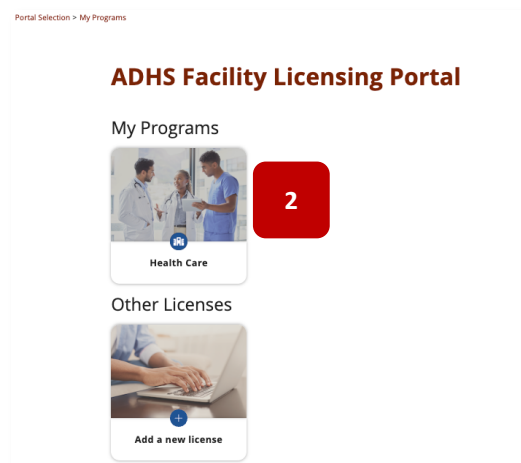 Portal Selection > My Programs
ADHS Facility Licensing Portal
My Programs
2
Health Care
Other Licenses
Add a new license